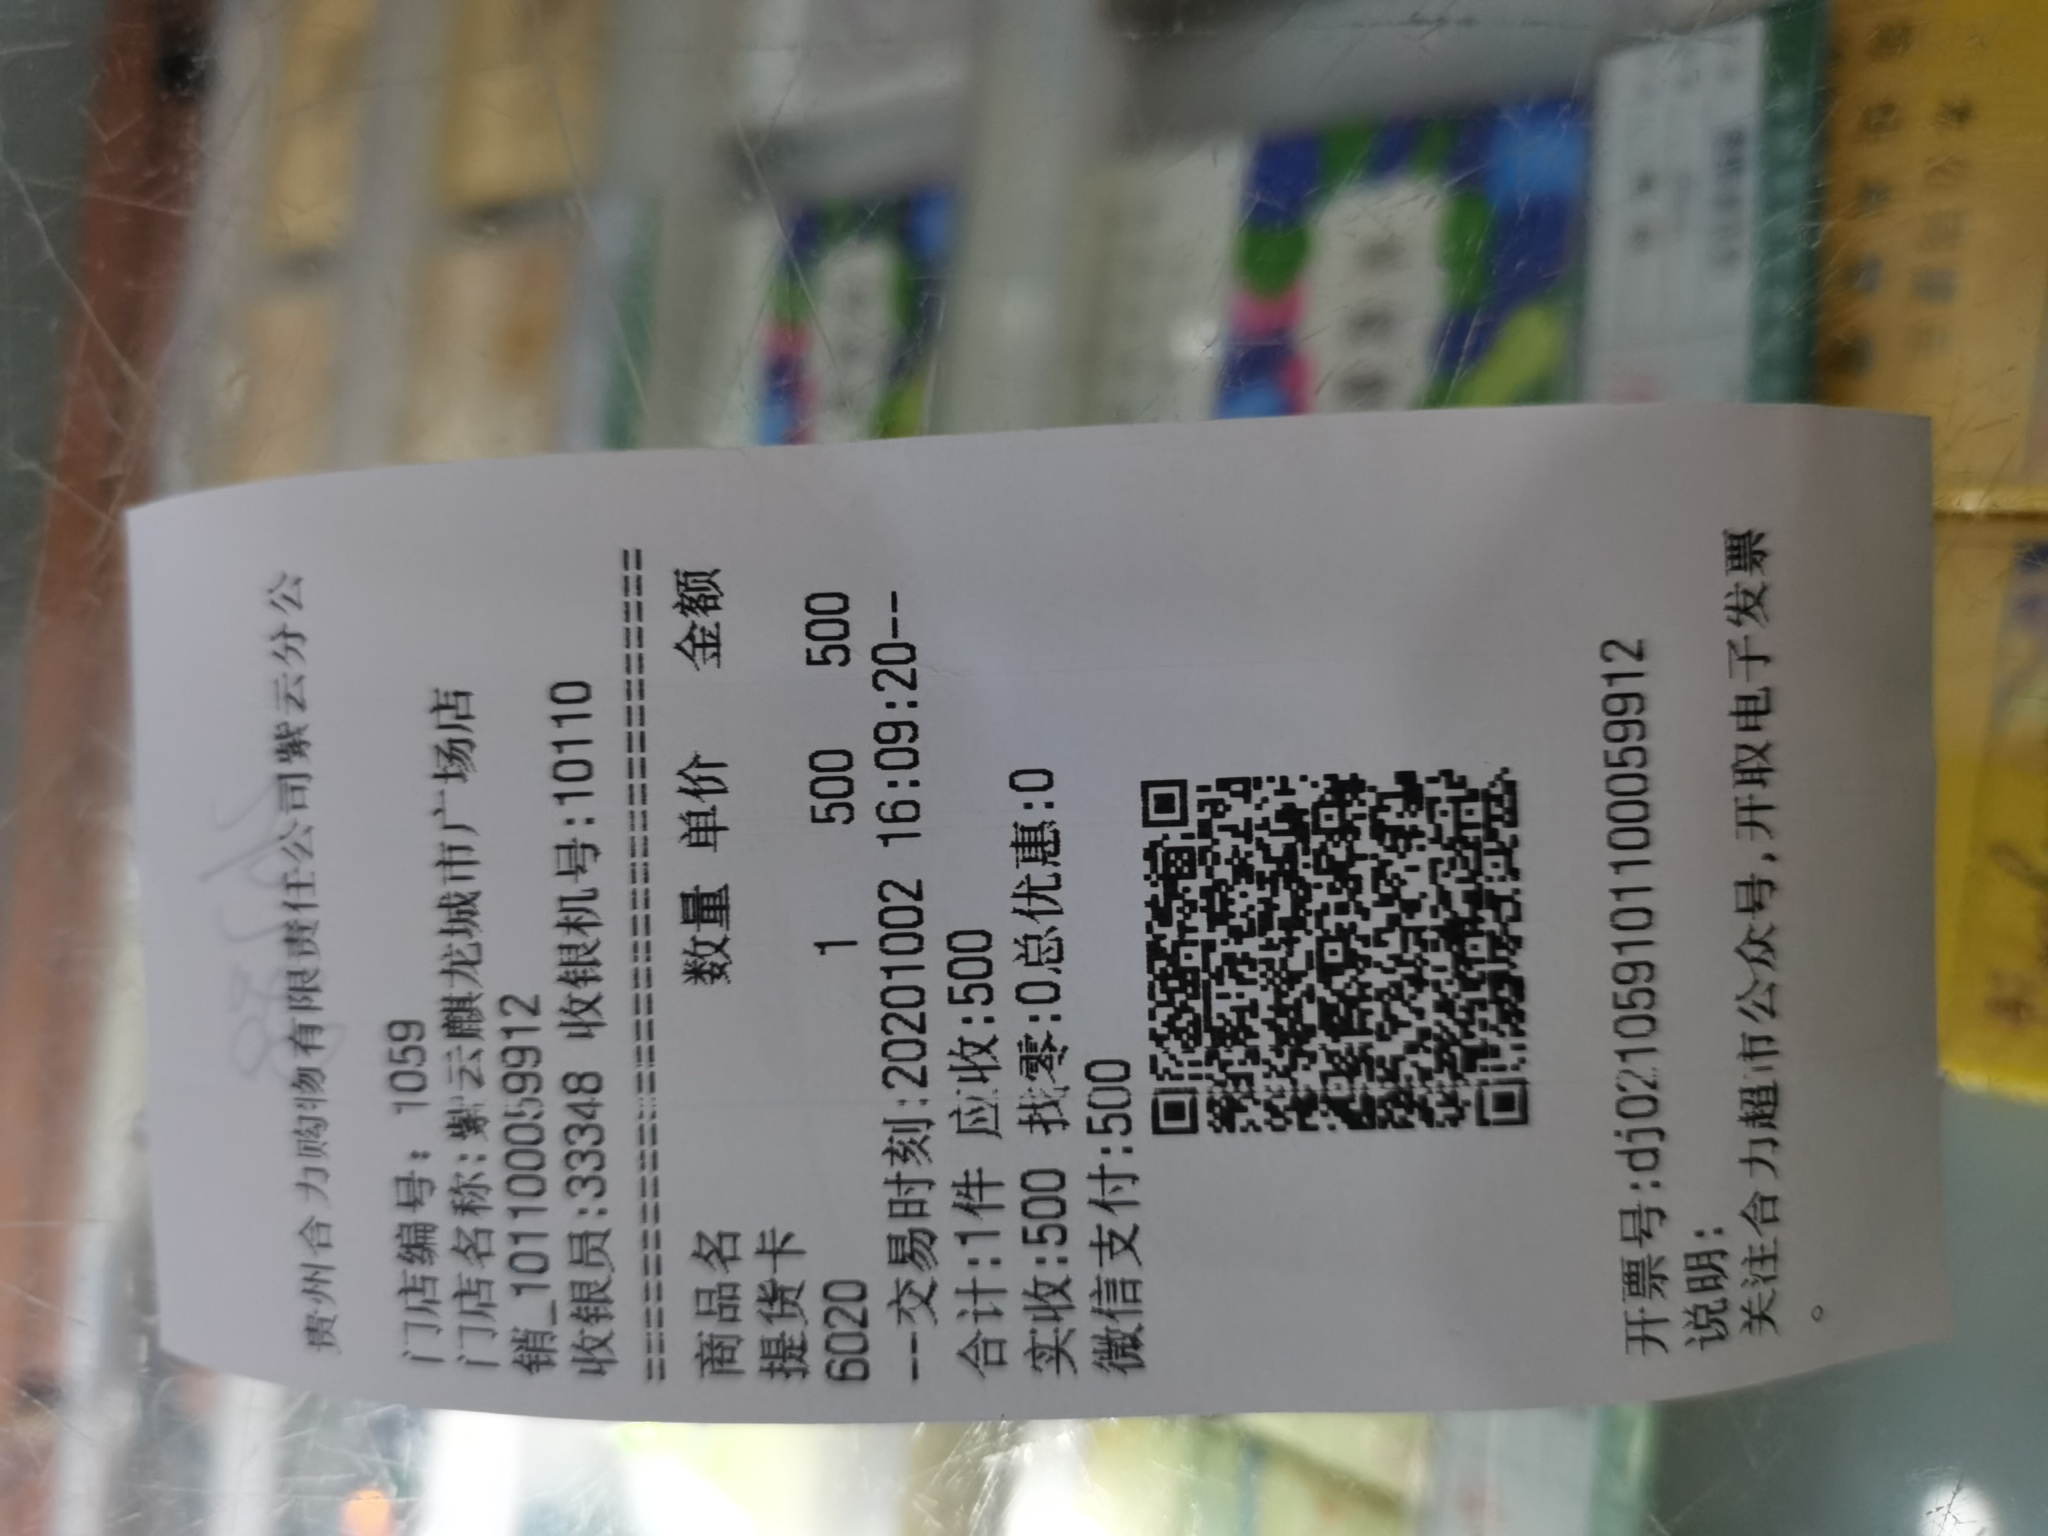 贵州合力购物有限责任公司紫云分公
门店编号：1059
门店名称:紫云麒龙城市广场店
销_1011000059912
收银员:33348 收银机号:10110
================================
商品名 数量 单价 金额
提货卡
6020 1 500 500
--交易时刻:20201002 16:09:20--
合计:1件 应收:500
实收:500 找零:0总优惠:0
微信支付:500
开票号:dj0210591011000059912
说明:
关注合力超市公众号,开取电子发票
。